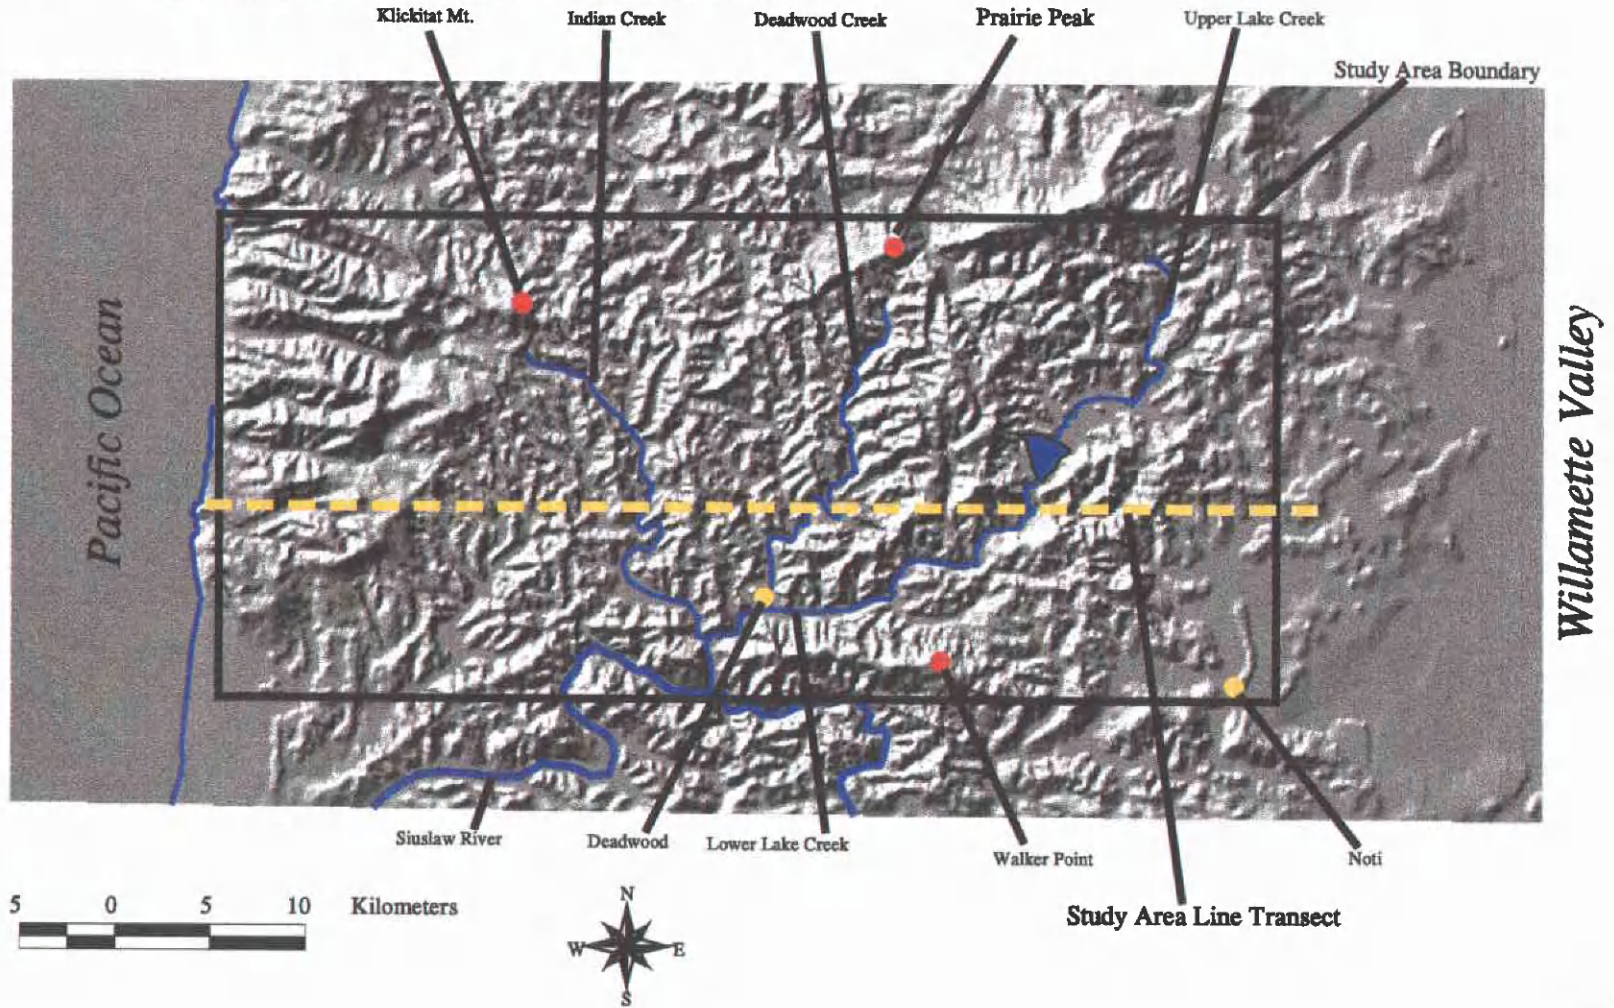 Klickitat Mt.
Indian Creek
Deadwood Creek
Prairie Peak
Upper Lake Creek
Study Area Boundary
Pacific Ocean
Willamette Valley
Siuslaw River
Deadwood
Lower Lake Creek
Walker Point
Noti
Study Area Line Transect
5 0 5 10 Kilometers
N
W E
S